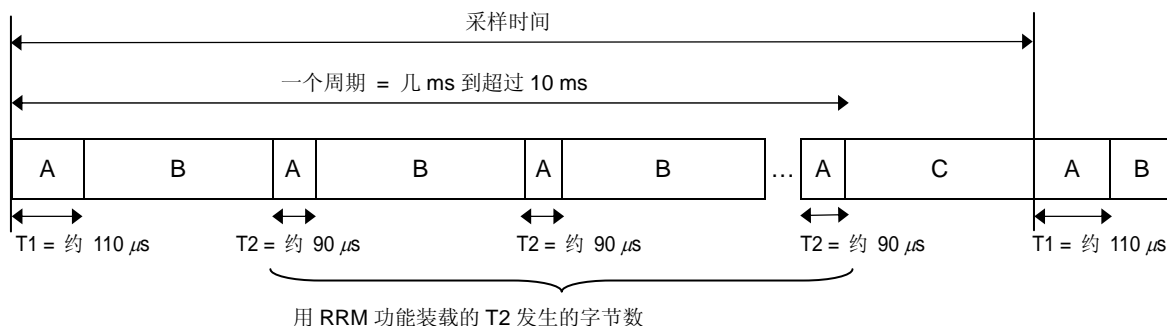 采样时间
一个周期 = 几 ms 到超过 10 ms
A B A B A B … A C A B
T1 = 约 110 μs T2 = 约 90 μs T2 = 约 90 μs T2 = 约 90 μs T1 = 约 110 μs
用 RRM 功能装载的 T2 发生的字节数